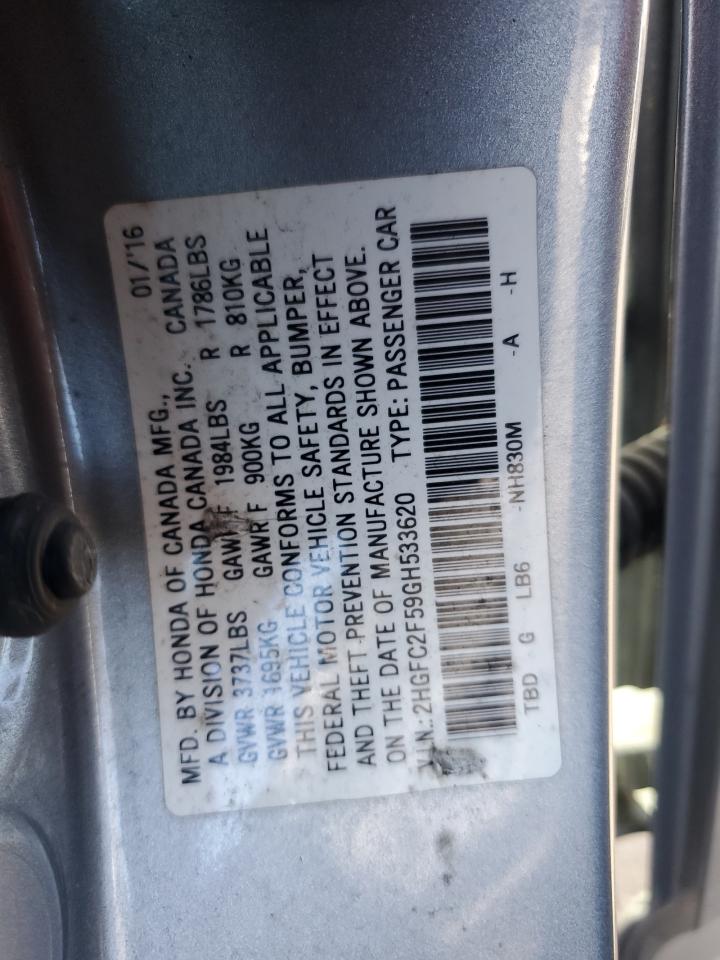 MFD. BY HONDA OF CANADA MFG., 01/'16
A DIVISION OF HONDA CANADA INC. CANADA
GVWR 3737LBS GAWR F 1984LBS R 1786LBS
GVWR 1695KG GAWR F 900KG R 810KG
THIS VEHICLE CONFORMS TO ALL APPLICABLE
FEDERAL MOTOR VEHICLE SAFETY, BUMPER,
AND THEFT PREVENTION STANDARDS IN EFFECT
ON THE DATE OF MANUFACTURE SHOWN ABOVE.
V.I.N.: 2HGFC2F59GH533620 TYPE: PASSENGER CAR
TBD G LB6 -NH830M -A -H